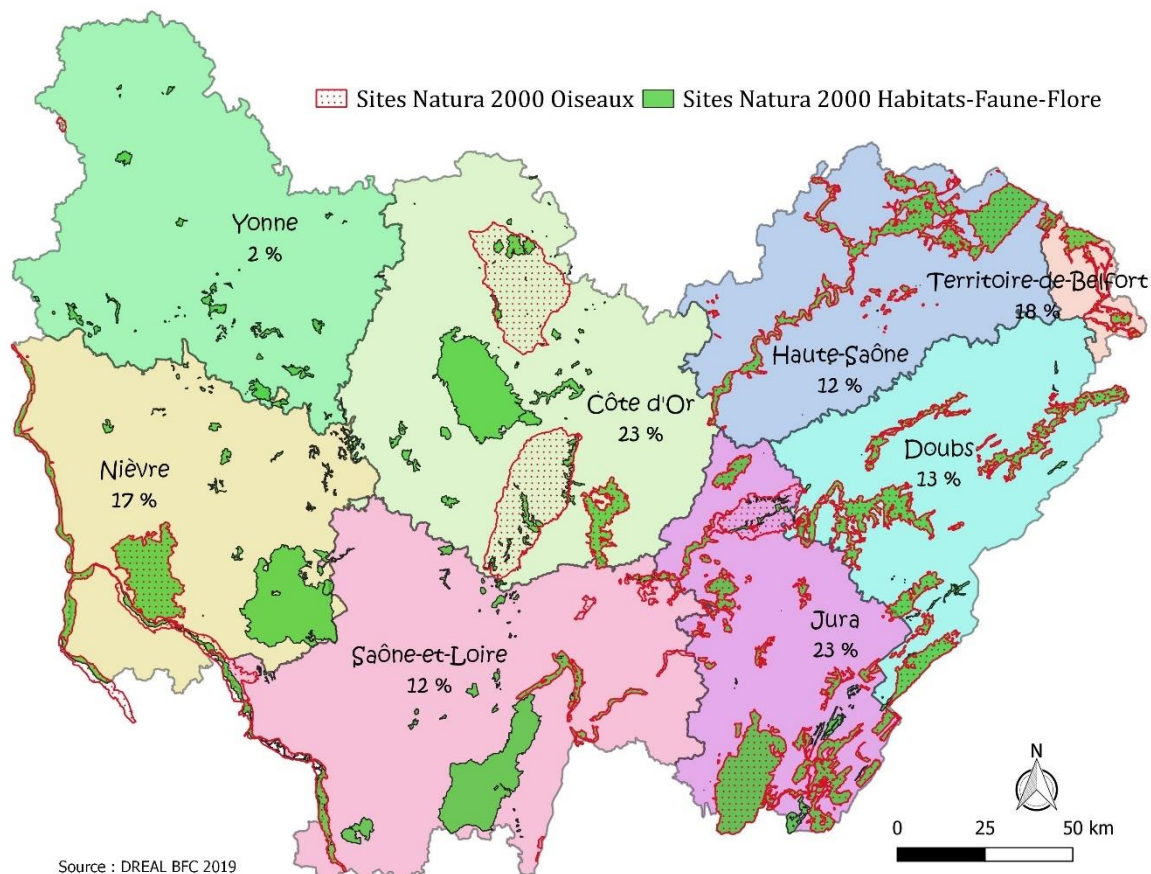 Sites Natura 2000 Oiseaux
Sites Natura 2000 Habitats-Faune-Flore
Yonne
2 %
Territoire-de-Belfort
18 %
Haute-Saône
12 %
Côte d'Or
23 %
Doubs
13 %
Nièvre
17 %
Jura
23 %
Saône-et-Loire
12 %
N
0 25 50 km
Source : DREAL BFC 2019